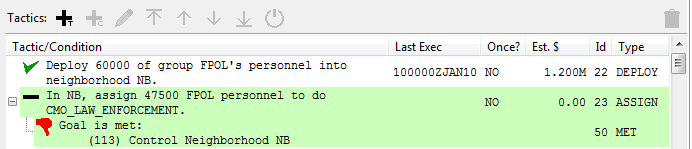 Tactics:
Tactic/Condition Last Exec Once? Est. $ Id Type
Deploy 60000 of group FPOL's personnel into
neighborhood NB. 100000ZJAN10 NO 1.200M 22 DEPLOY
In NB, assign 47500 FPOL personnel to do
CMO_LAW_ENFORCEMENT. NO 0.00 23 ASSIGN
Goal is met:
(113) Control Neighborhood NB 50 MET